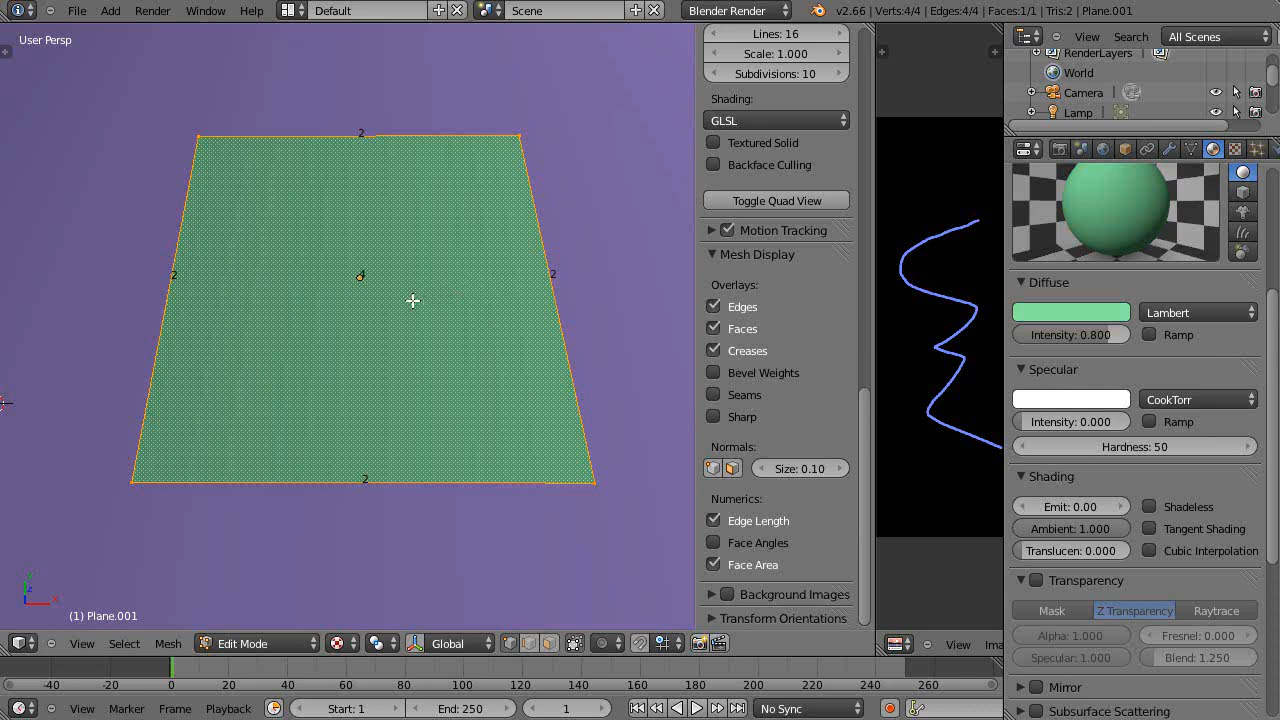 File Add Render Window Help Default Scene Blender Render v2.66 | Verts:4/4 | Edges:4/4 | Faces:1/1 | Tris:2 | Plane.001
User Persp
2
2
4
2
2
(1) Plane.001
Lines: 16
Scale: 1.000
Subdivisions: 10
Shading:
GLSL
Textured Solid
Backface Culling
Toggle Quad View
Motion Tracking
Mesh Display
Overlays:
Edges
Faces
Creases
Bevel Weights
Seams
Sharp
Normals:
Size: 0.10
Numerics:
Edge Length
Face Angles
Face Area
Background Images
Transform Orientations
View Search All Scenes
RenderLayers
World
Camera
Lamp
Diffuse
Lambert
Intensity: 0.800 Ramp
Specular
CookTorr
Intensity: 0.000 Ramp
Hardness: 50
Shading
Emit: 0.00 Shadeless
Ambient: 1.000 Tangent Shading
Translucen: 0.000 Cubic Interpolation
Transparency
Mask Z Transparency Raytrace
Alpha: 1.000 Fresnel: 0.000
Specular: 1.000 Blend: 1.250
Mirror
Subsurface Scattering
View Select Mesh Edit Mode Global View Ima
-40 -20 0 20 40 60 80 100 120 140 160 180 200 220 240 260
View Marker Frame Playback Start: 1 End: 250 1 No Sync